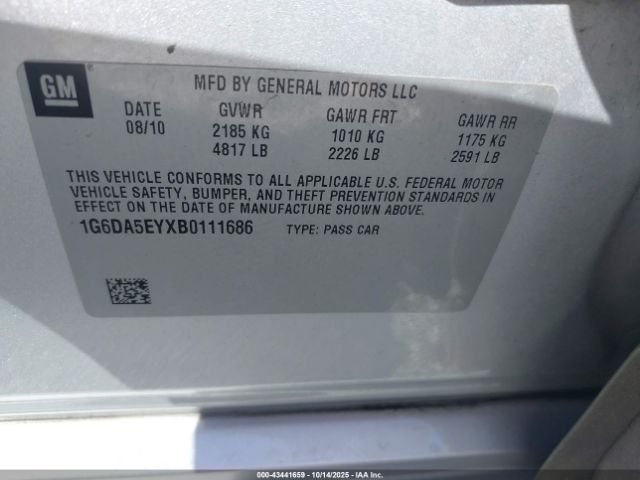 GM
MFD BY GENERAL MOTORS LLC
DATE GVWR GAWR FRT GAWR RR
08/10 2185 KG 1010 KG 1175 KG
4817 LB 2226 LB 2591 LB
THIS VEHICLE CONFORMS TO ALL APPLICABLE U.S. FEDERAL MOTOR
VEHICLE SAFETY, BUMPER, AND THEFT PREVENTION STANDARDS IN
EFFECT ON THE DATE OF MANUFACTURE SHOWN ABOVE.
1G6DA5EYXB0111686 TYPE: PASS CAR
000-43441659 - 10/14/2025 - IAA Inc.